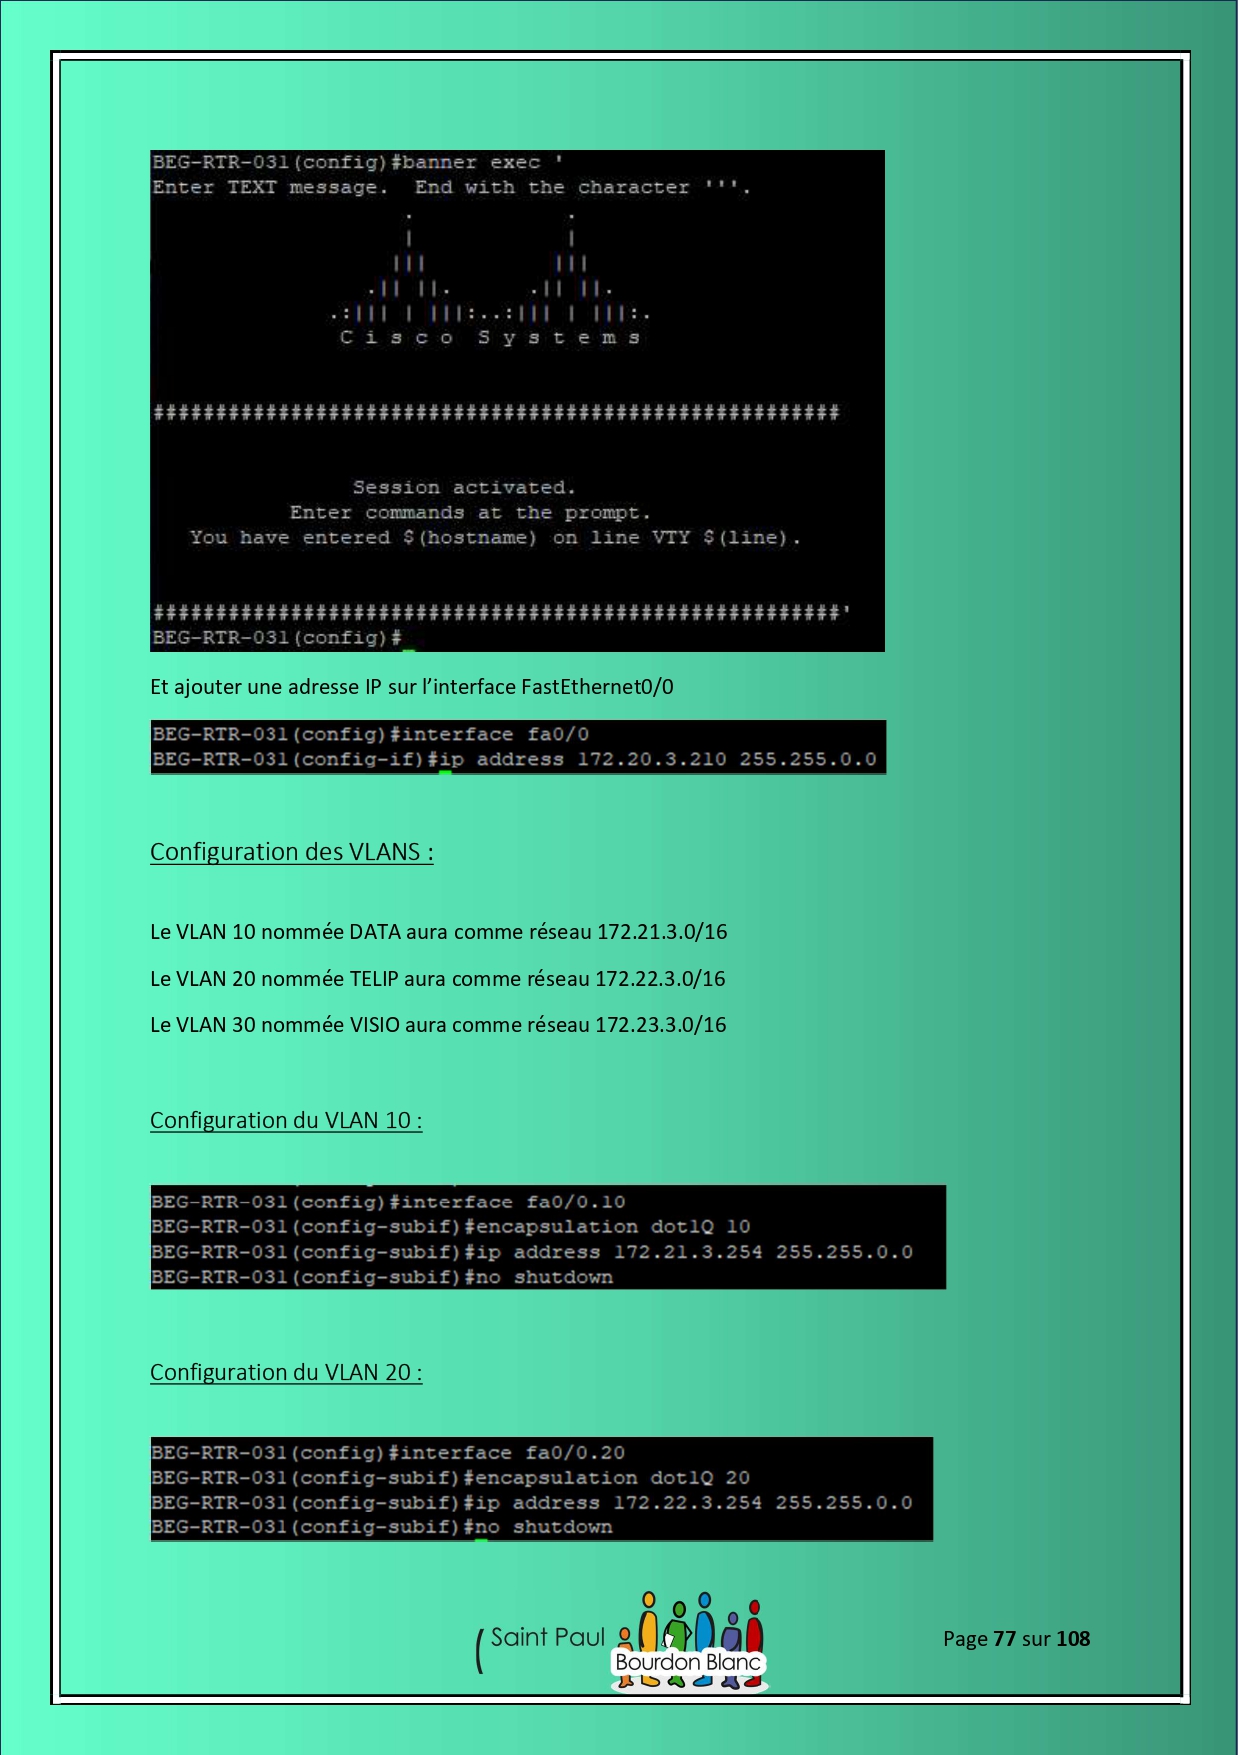 BEG-RTR-031(config)#banner exec '
Enter TEXT message.  End with the character '''.
.             .
|             |
|||           |||
.|| ||.       .|| ||.
.:||| | |||:..:||| | |||:.
C i s c o  S y s t e m s
#######################################################
Session activated.
Enter commands at the prompt.
You have entered $(hostname) on line VTY $(line).
#######################################################'
BEG-RTR-031(config)#
Et ajouter une adresse IP sur l’interface FastEthernet0/0
BEG-RTR-031(config)#interface fa0/0
BEG-RTR-031(config-if)#ip address 172.20.3.210 255.255.0.0
Configuration des VLANS :
Le VLAN 10 nommée DATA aura comme réseau 172.21.3.0/16
Le VLAN 20 nommée TELIP aura comme réseau 172.22.3.0/16
Le VLAN 30 nommée VISIO aura comme réseau 172.23.3.0/16
Configuration du VLAN 10 :
BEG-RTR-031(config)#interface fa0/0.10
BEG-RTR-031(config-subif)#encapsulation dot1Q 10
BEG-RTR-031(config-subif)#ip address 172.21.3.254 255.255.0.0
BEG-RTR-031(config-subif)#no shutdown
Configuration du VLAN 20 :
BEG-RTR-031(config)#interface fa0/0.20
BEG-RTR-031(config-subif)#encapsulation dot1Q 20
BEG-RTR-031(config-subif)#ip address 172.22.3.254 255.255.0.0
BEG-RTR-031(config-subif)#no shutdown
Saint Paul
Bourdon Blanc
Page 77 sur 108